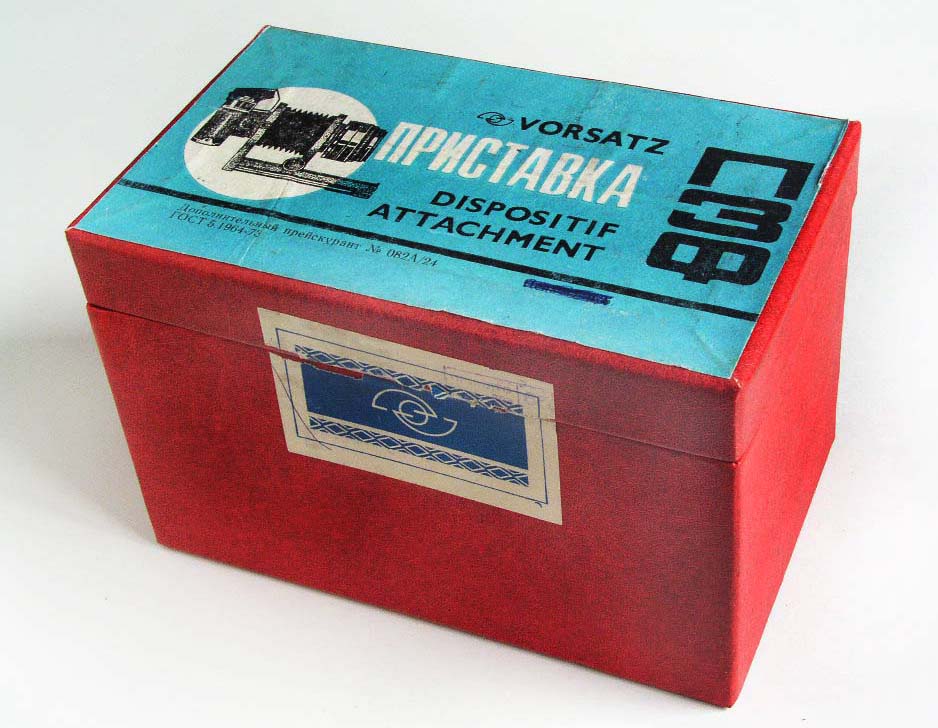 VORSATZ
ПРИСТАВКА
DISPOSITIF
ATTACHMENT
ПЗФ
Дополнительный прейскурант № 082А/24
ГОСТ 5.1964-73